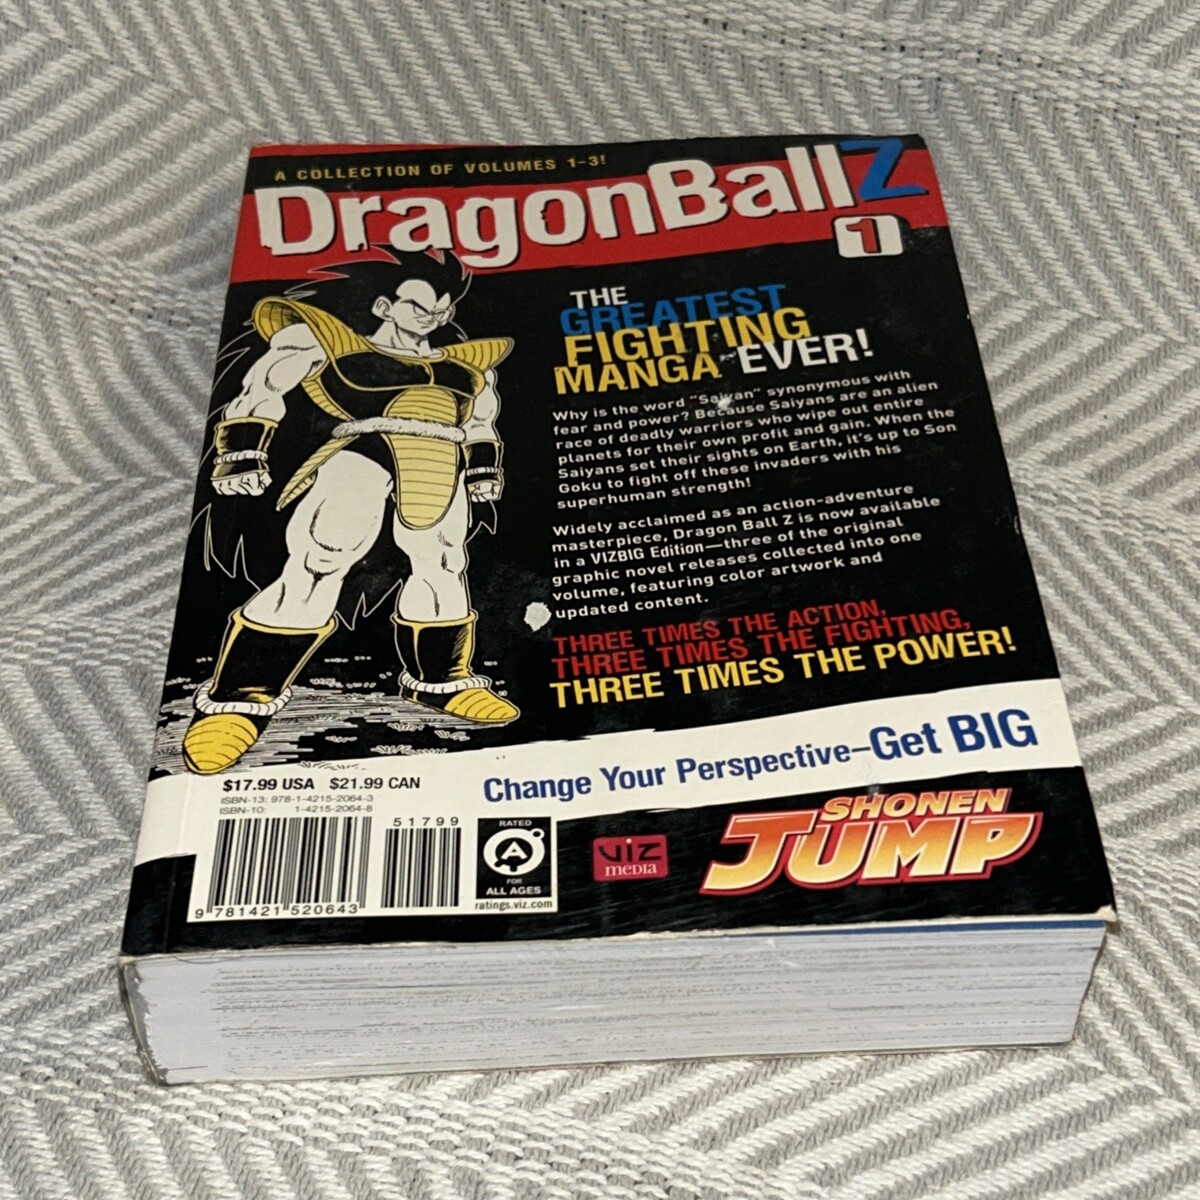 A COLLECTION OF VOLUMES 1-3!
DragonBall Z
1
THE
GREATEST
FIGHTING
MANGA EVER!
Why is the word "Saiyan" synonymous with
fear and power? Because Saiyans are an alien
race of deadly warriors who wipe out entire
planets for their own profit and gain. When the
Saiyans set their sights on Earth, it's up to Son
Goku to fight off these invaders with his
superhuman strength!
Widely acclaimed as an action-adventure
masterpiece, Dragon Ball Z is now available
in a VIZBIG Edition—three of the original
graphic novel releases collected into one
volume, featuring color artwork and
updated content.
THREE TIMES THE ACTION,
THREE TIMES THE FIGHTING,
THREE TIMES THE POWER!
Change Your Perspective–Get BIG
$17.99 USA $21.99 CAN
ISBN-13: 978-1-4215-2064-3
ISBN-10: 1-4215-2064-8
51799
9 781421 520643
RATED
A
FOR
ALL AGES
ratings.viz.com
VIZ
MEDIA
SHONEN
JUMP